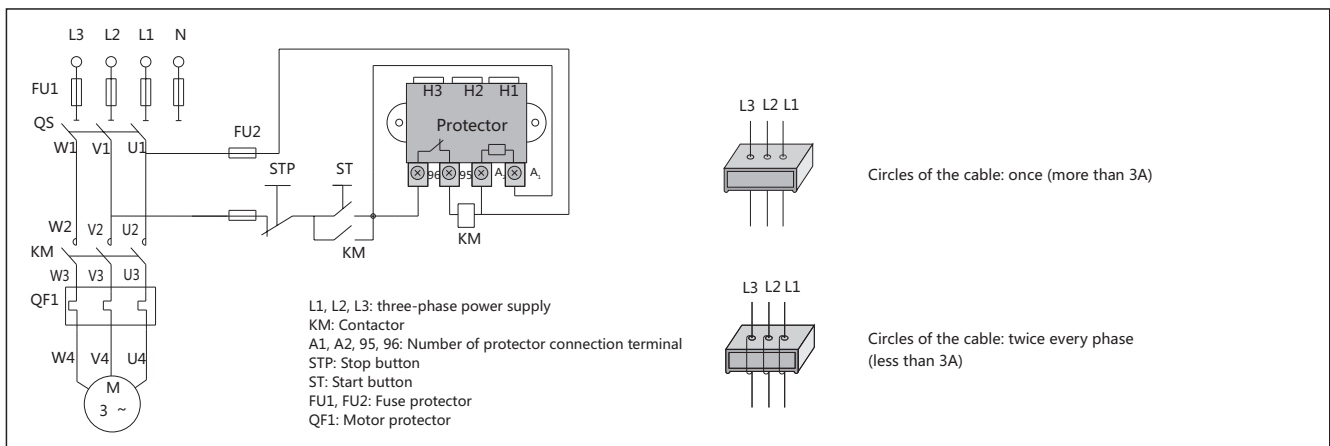 L3 L2 L1 N
FU1
QS
W1 V1 U1
FU2
STP ST
H3 H2 H1
Protector
96 95 A₂ A₁
KM
KM
W2 V2 U2
KM
W3 V3 U3
QF1
W4 V4 U4
M
3 ~
L1, L2, L3: three-phase power supply
KM: Contactor
A1, A2, 95, 96: Number of protector connection terminal
STP: Stop button
ST: Start button
FU1, FU2: Fuse protector
QF1: Motor protector
L3 L2 L1
Circles of the cable: once (more than 3A)
L3 L2 L1
Circles of the cable: twice every phase
(less than 3A)